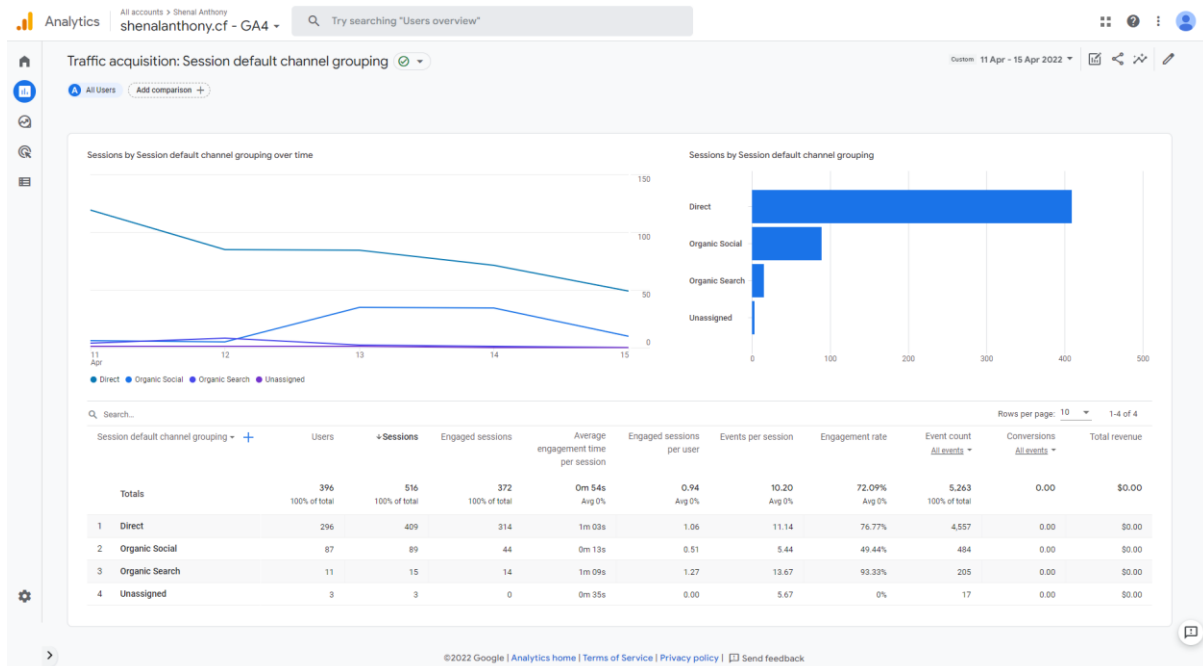 Analytics
All accounts > Shenal Anthony
shenalanthony.cf - GA4
Try searching "Users overview"
Traffic acquisition: Session default channel grouping
Custom 11 Apr - 15 Apr 2022
A All Users
Add comparison +
Sessions by Session default channel grouping over time
150
100
50
0
11 12 13 14 15
Apr
Direct Organic Social Organic Search Unassigned
Sessions by Session default channel grouping
Direct
Organic Social
Organic Search
Unassigned
0 100 200 300 400 500
Search...
Rows per page: 10 1-4 of 4
Session default channel grouping + Users ↓Sessions Engaged sessions Average Engaged sessions Events per session Engagement rate Event count Conversions Total revenue
engagement time per user All events All events
per session
Totals 396 516 372 0m 54s 0.94 10.20 72.09% 5,263 0.00 $0.00
100% of total 100% of total 100% of total Avg 0% Avg 0% Avg 0% Avg 0% 100% of total
1 Direct 296 409 314 1m 03s 1.06 11.14 76.77% 4,557 0.00 $0.00
2 Organic Social 87 89 44 0m 13s 0.51 5.44 49.44% 484 0.00 $0.00
3 Organic Search 11 15 14 1m 09s 1.27 13.67 93.33% 205 0.00 $0.00
4 Unassigned 3 3 0 0m 35s 0.00 5.67 0% 17 0.00 $0.00
©2022 Google | Analytics home | Terms of Service | Privacy policy | Send feedback